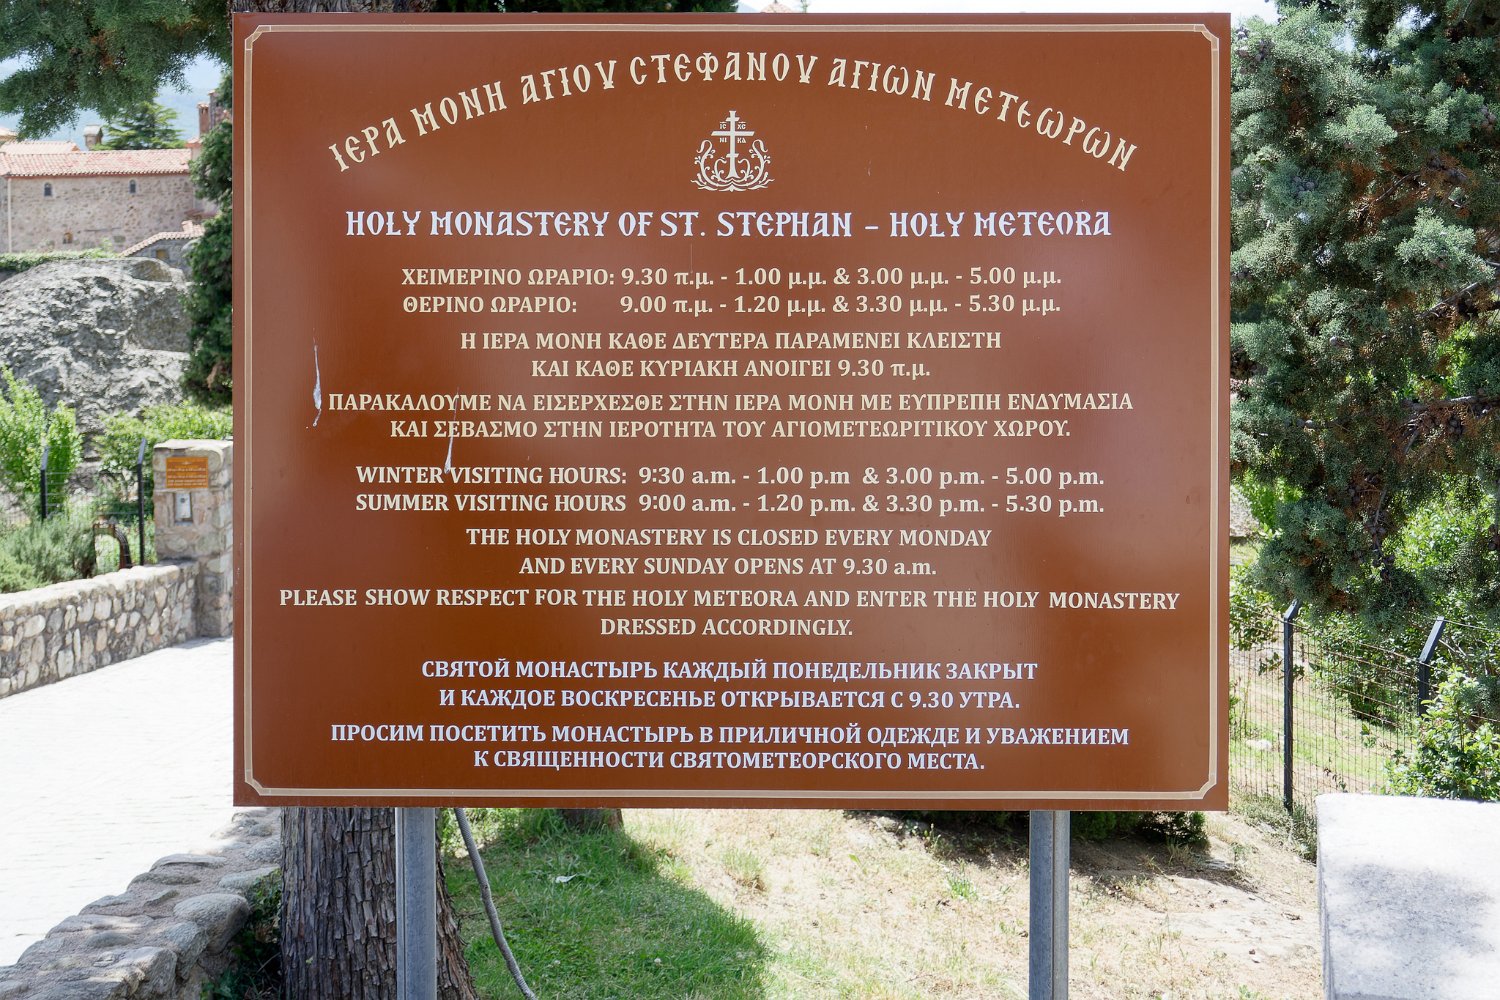 ΙΕΡΑ ΜΟΝΗ ΑΓΙΟΥ ΣΤΕΦΑΝΟΥ ΑΓΙΩΝ ΜΕΤΕΩΡΩΝ
IC XC
NI KA
HOLY MONASTERY OF ST. STEPHAN - HOLY METEORA
ΧΕΙΜΕΡΙΝΟ ΩΡΑΡΙΟ: 9.30 π.μ. - 1.00 μ.μ. & 3.00 μ.μ. - 5.00 μ.μ.
ΘΕΡΙΝΟ ΩΡΑΡΙΟ: 9.00 π.μ. - 1.20 μ.μ. & 3.30 μ.μ. - 5.30 μ.μ.
Η ΙΕΡΑ ΜΟΝΗ ΚΑΘΕ ΔΕΥΤΕΡΑ ΠΑΡΑΜΕΝΕΙ ΚΛΕΙΣΤΗ
ΚΑΙ ΚΑΘΕ ΚΥΡΙΑΚΗ ΑΝΟΙΓΕΙ 9.30 π.μ.
ΠΑΡΑΚΑΛΟΥΜΕ ΝΑ ΕΙΣΕΡΧΕΣΘΕ ΣΤΗΝ ΙΕΡΑ ΜΟΝΗ ΜΕ ΕΥΠΡΕΠΗ ΕΝΔΥΜΑΣΙΑ
ΚΑΙ ΣΕΒΑΣΜΟ ΣΤΗΝ ΙΕΡΟΤΗΤΑ ΤΟΥ ΑΓΙΟΜΕΤΕΩΡΙΤΙΚΟΥ ΧΩΡΟΥ.
WINTER VISITING HOURS: 9:30 a.m. - 1.00 p.m & 3.00 p.m. - 5.00 p.m.
SUMMER VISITING HOURS 9:00 a.m. - 1.20 p.m. & 3.30 p.m. - 5.30 p.m.
THE HOLY MONASTERY IS CLOSED EVERY MONDAY
AND EVERY SUNDAY OPENS AT 9.30 a.m.
PLEASE SHOW RESPECT FOR THE HOLY METEORA AND ENTER THE HOLY MONASTERY
DRESSED ACCORDINGLY.
СВЯТОЙ МОНАСТЫРЬ КАЖДЫЙ ПОНЕДЕЛЬНИК ЗАКРЫТ
И КАЖДОЕ ВОСКРЕСЕНЬЕ ОТКРЫВАЕТСЯ С 9.30 УТРА.
ПРОСИМ ПОСЕТИТЬ МОНАСТЫРЬ В ПРИЛИЧНОЙ ОДЕЖДЕ И УВАЖЕНИЕМ
К СВЯЩЕННОСТИ СВЯТОМЕТЕОРСКОГО МЕСТА.